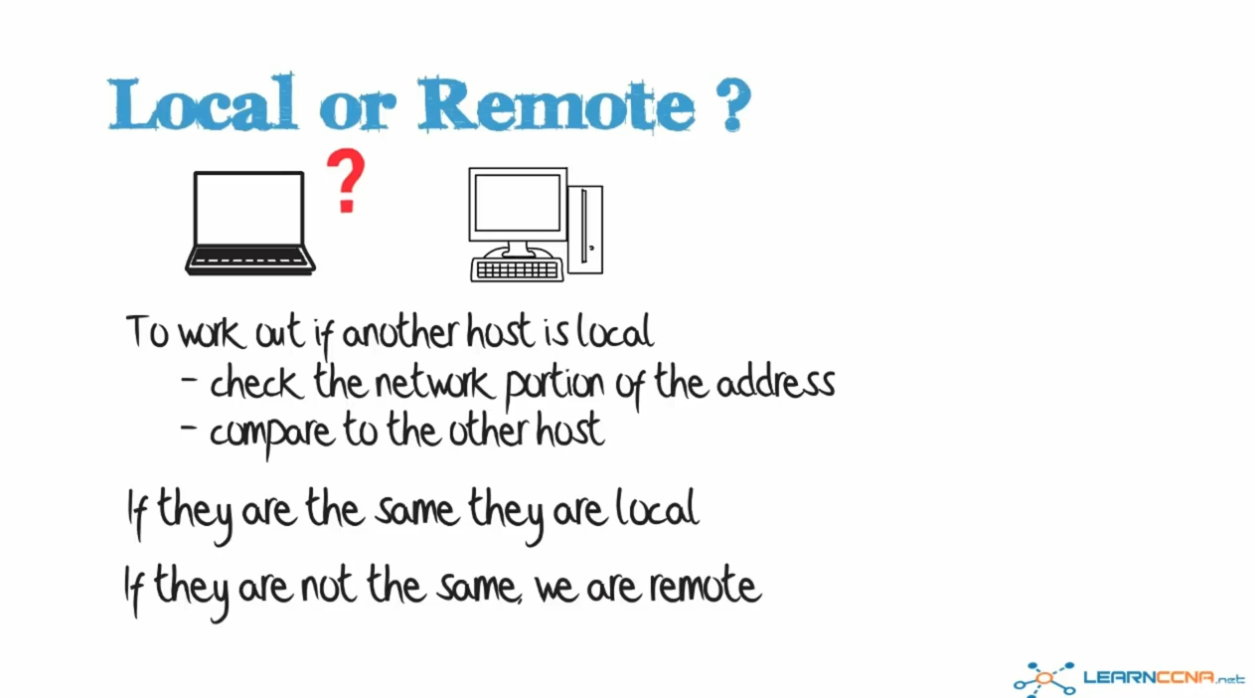 Local or Remote ?
?
To work out if another host is local
- check the network portion of the address
- compare to the other host
If they are the same they are local
If they are not the same, we are remote
LEARNCCNA.net